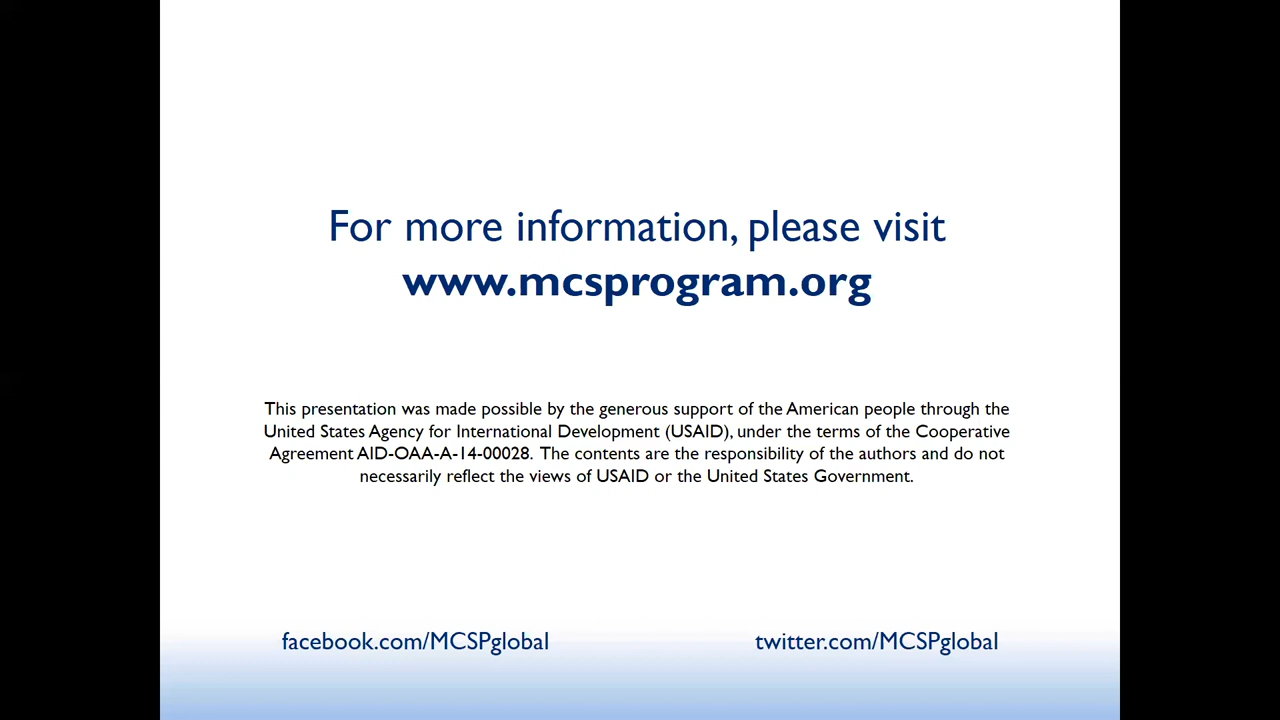 For more information, please visit
www.mcsprogram.org
This presentation was made possible by the generous support of the American people through the
United States Agency for International Development (USAID), under the terms of the Cooperative
Agreement AID-OAA-A-14-00028. The contents are the responsibility of the authors and do not
necessarily reflect the views of USAID or the United States Government.
facebook.com/MCSPglobal
twitter.com/MCSPglobal